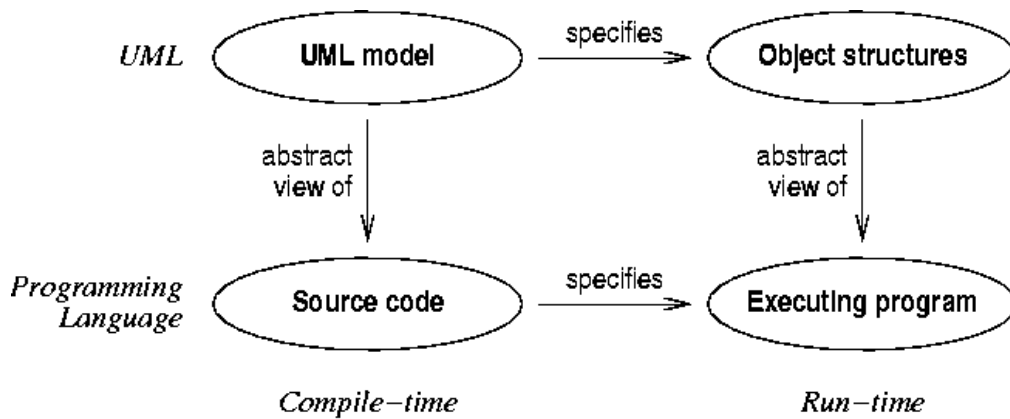 UML
UML model
specifies
Object structures
abstract
view of
abstract
view of
Programming
Language
Source code
specifies
Executing program
Compile-time
Run-time